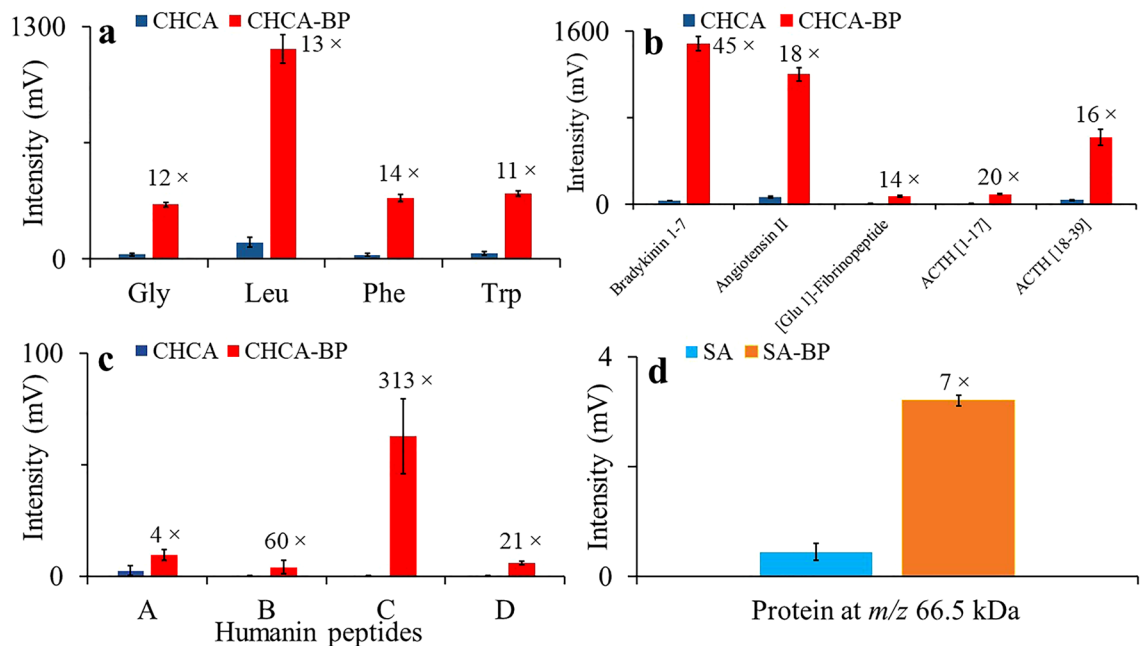 a
CHCA CHCA-BP
1300
0
Intensity (mV)
12 ×
13 ×
14 ×
11 ×
Gly Leu Phe Trp
b
CHCA CHCA-BP
1600
800
0
Intensity (mV)
45 ×
18 ×
14 ×
20 ×
16 ×
Bradykinin 1-7
Angiotensin II
[Glu 1]-Fibrinopeptide
ACTH [1-17]
ACTH [18-39]
c
CHCA CHCA-BP
100
0
Intensity (mV)
4 ×
60 ×
313 ×
21 ×
A B C D
Humanin peptides
d
SA SA-BP
4
2
0
Intensity (mV)
7 ×
Protein at m/z 66.5 kDa